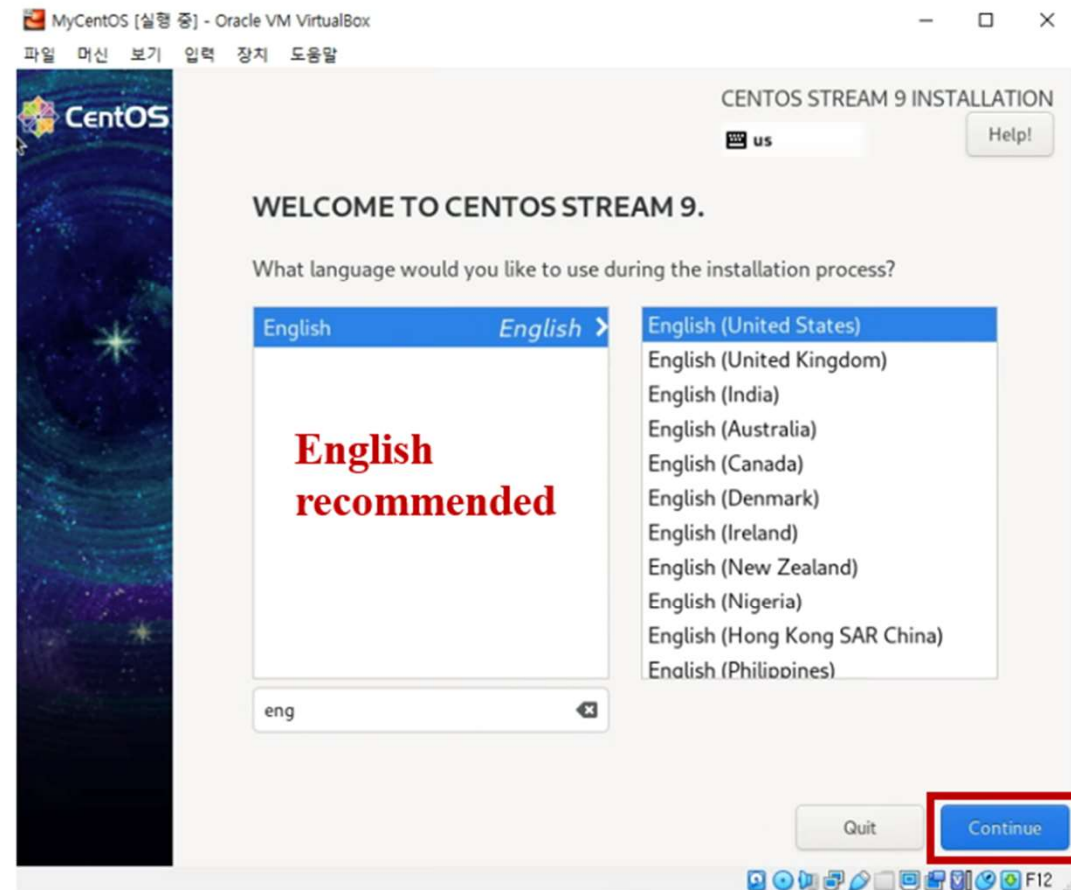 MyCentOS [실행 중] - Oracle VM VirtualBox
파일 머신 보기 입력 장치 도움말
CentOS
CENTOS STREAM 9 INSTALLATION
us
Help!
WELCOME TO CENTOS STREAM 9.
What language would you like to use during the installation process?
English English
English (United States)
English (United Kingdom)
English (India)
English (Australia)
English (Canada)
English (Denmark)
English (Ireland)
English (New Zealand)
English (Nigeria)
English (Hong Kong SAR China)
English (Philippines)
English
recommended
eng
Quit
Continue
F12